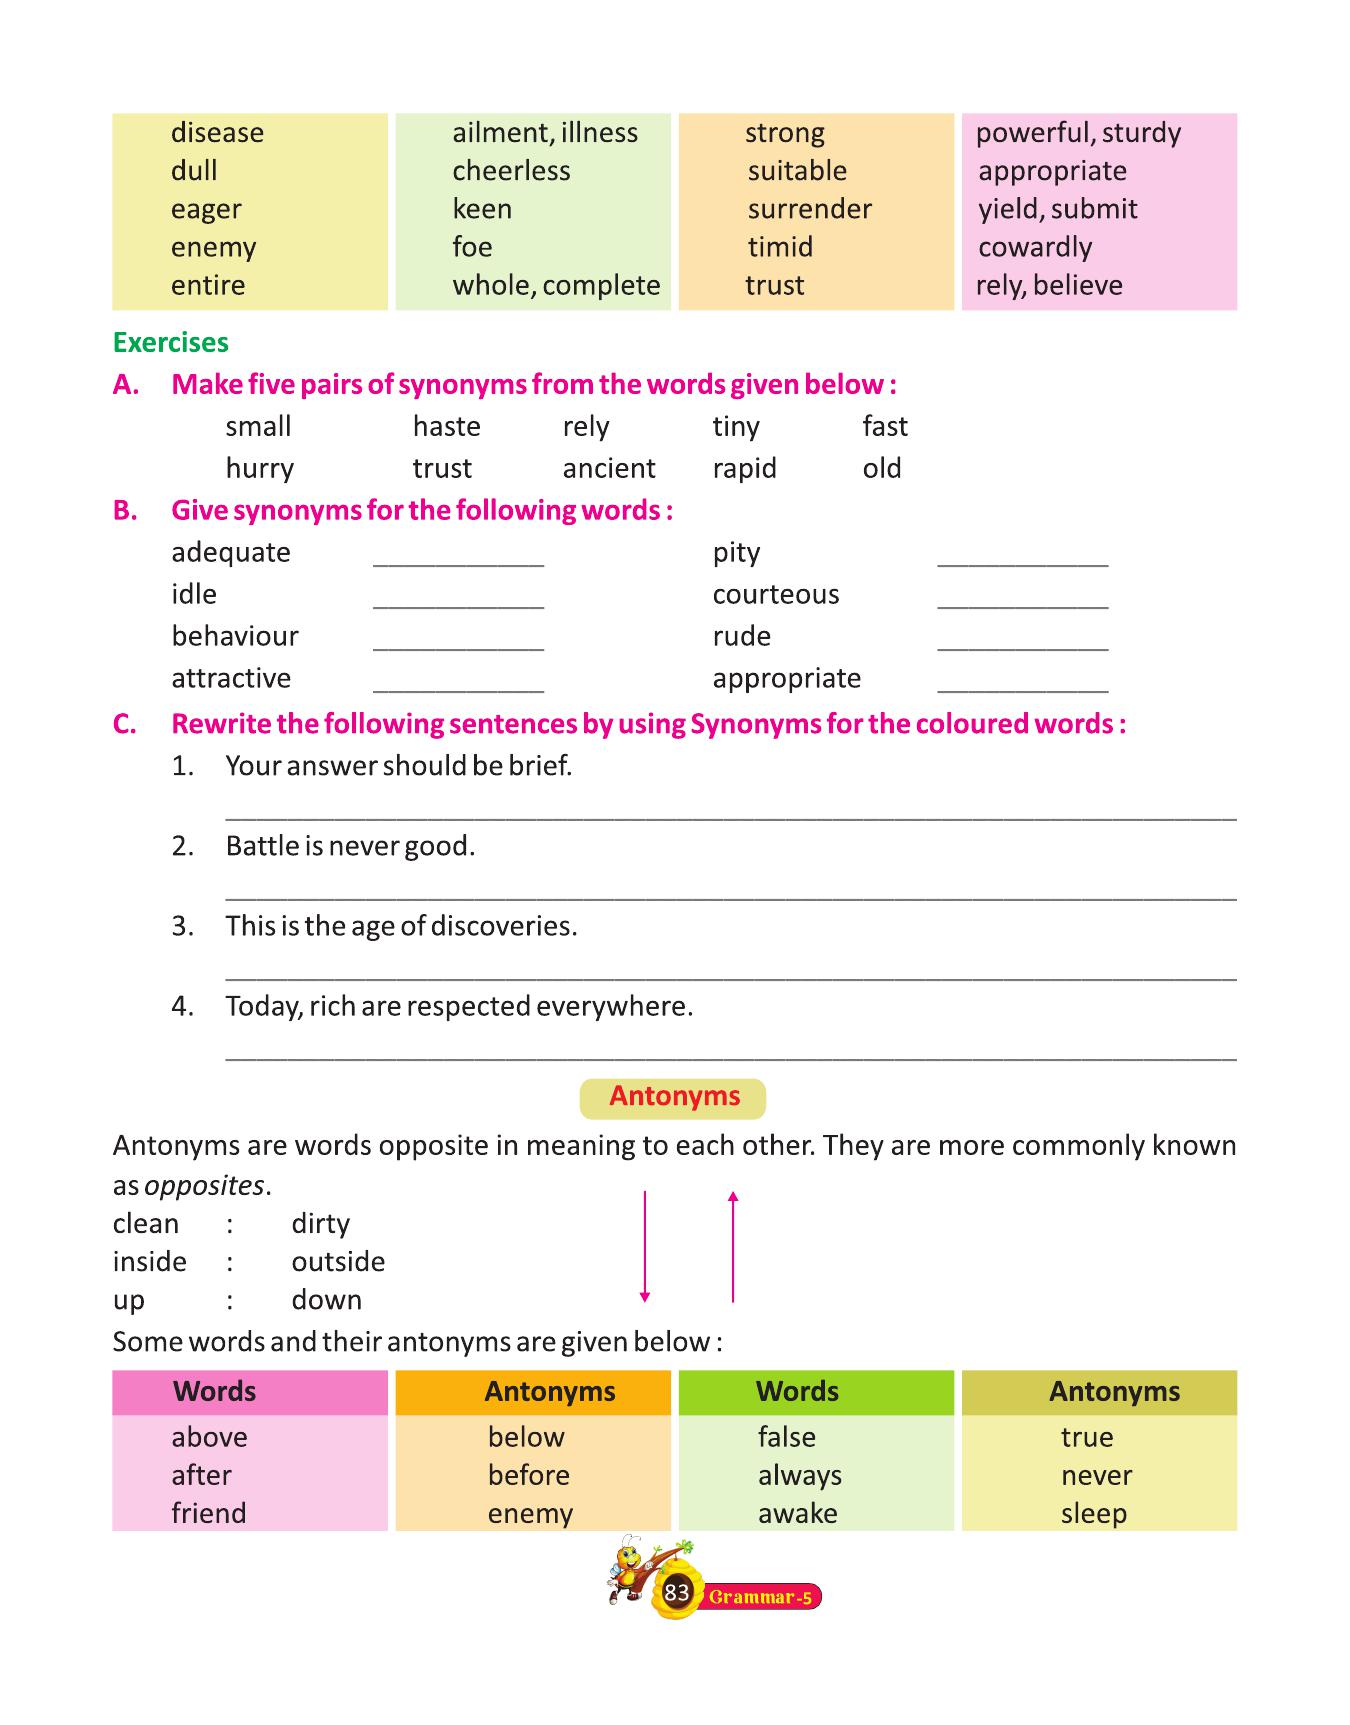 disease ailment, illness strong powerful, sturdy
dull cheerless suitable appropriate
eager keen surrender yield, submit
enemy foe timid cowardly
entire whole, complete trust rely, believe
Exercises
A. Make five pairs of synonyms from the words given below :
small haste rely tiny fast
hurry trust ancient rapid old
B. Give synonyms for the following words :
adequate ____________ pity ____________
idle ____________ courteous ____________
behaviour ____________ rude ____________
attractive ____________ appropriate ____________
C. Rewrite the following sentences by using Synonyms for the coloured words :
1. Your answer should be brief.
2. Battle is never good.
3. This is the age of discoveries.
4. Today, rich are respected everywhere.
Antonyms
Antonyms are words opposite in meaning to each other. They are more commonly known
as opposites.
clean : dirty
inside : outside
up : down
Some words and their antonyms are given below :
Words Antonyms Words Antonyms
above below false true
after before always never
friend enemy awake sleep
83 Grammar-5